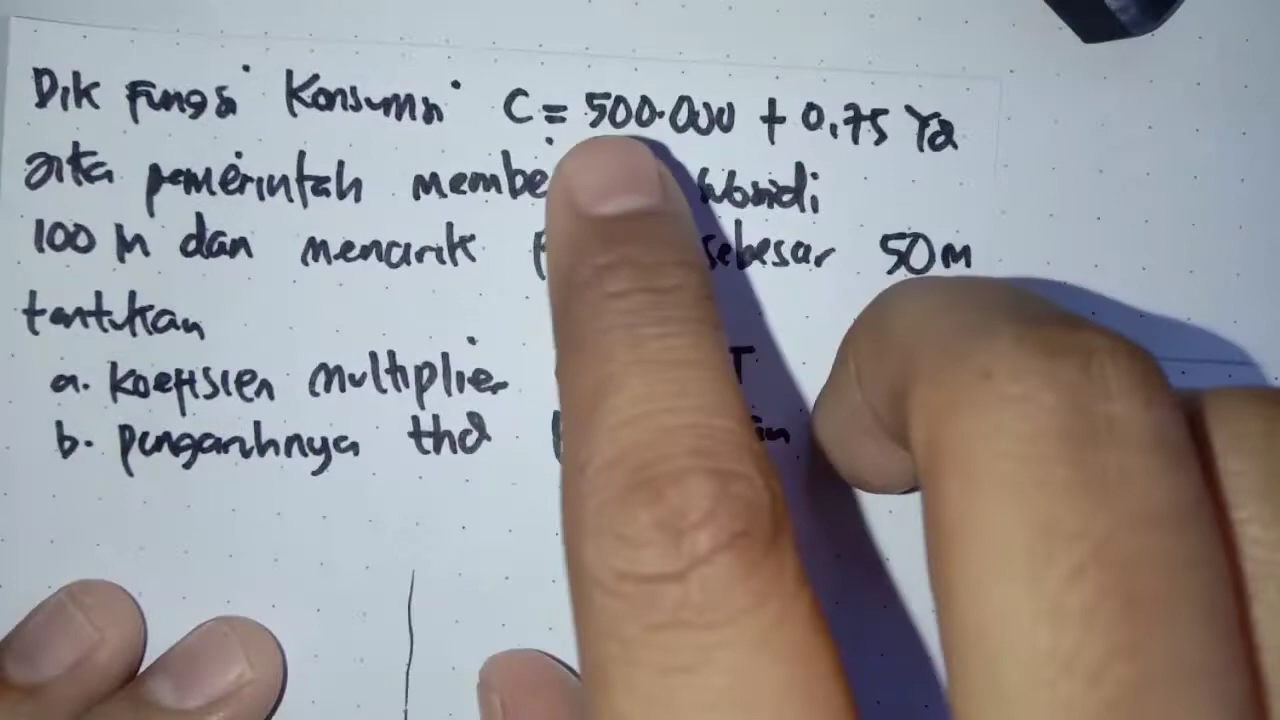 Dik Fungsi Konsumsi C = 500.000 + 0,75 Yd
Jika pemerintah subsidi
100 M dan menarik sebesar 50 M
tentukan
a. Koefisien multiplier T
b. pengaruhnya thd